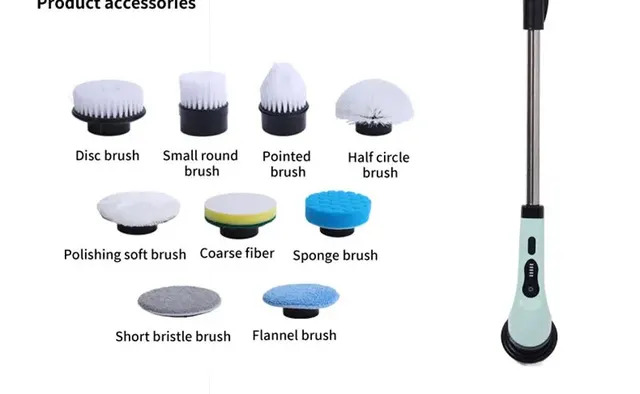 Product accessories
Disc brush
Small round
brush
Pointed
brush
Half circle
brush
Polishing soft brush
Coarse fiber
Sponge brush
Short bristle brush
Flannel brush